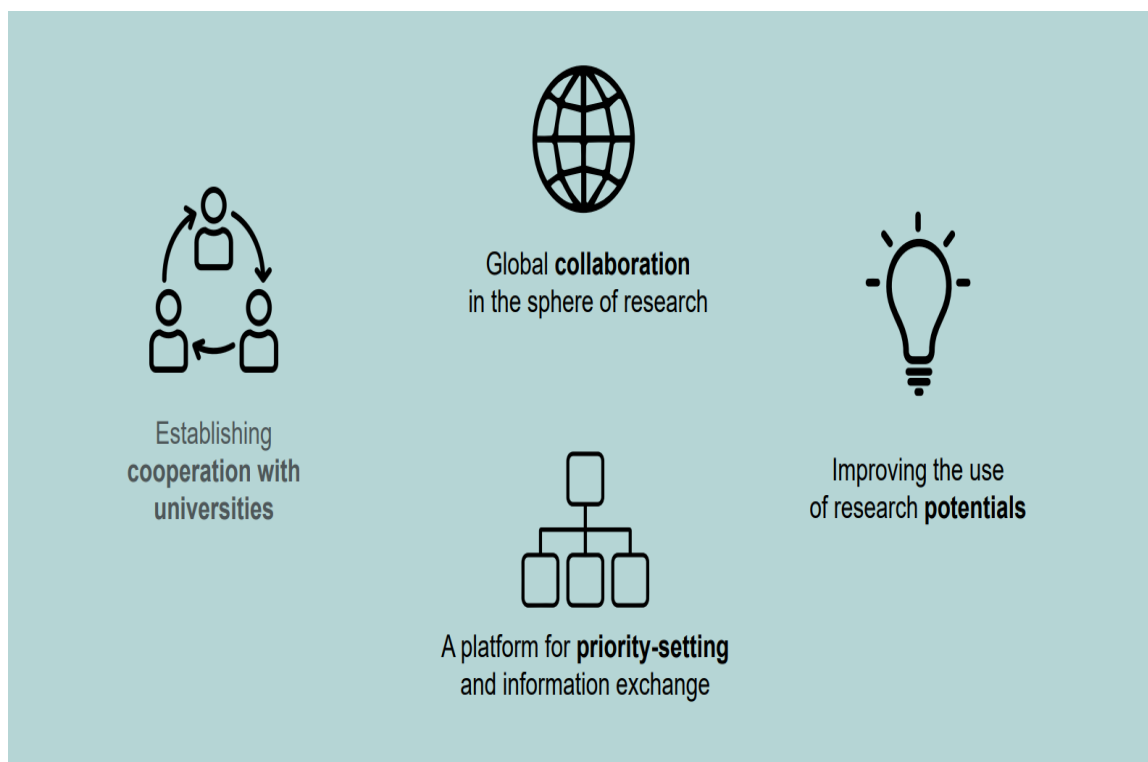 Global collaboration
in the sphere of research
Establishing
cooperation with
universities
Improving the use
of research potentials
A platform for priority-setting
and information exchange